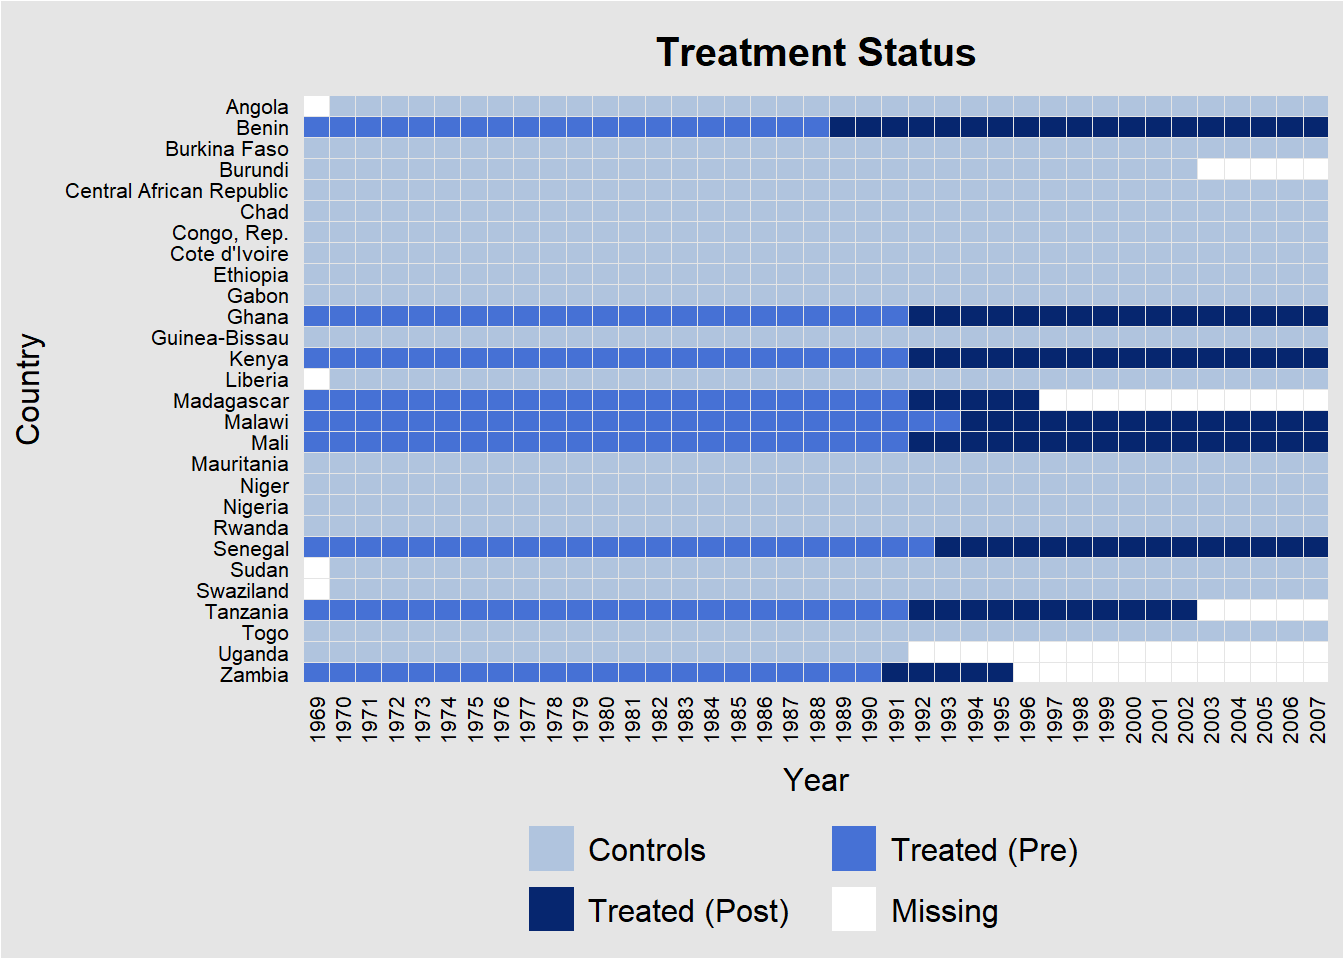 Treatment Status
Country
Angola
Benin
Burkina Faso
Burundi
Central African Republic
Chad
Congo, Rep.
Cote d'Ivoire
Ethiopia
Gabon
Ghana
Guinea-Bissau
Kenya
Liberia
Madagascar
Malawi
Mali
Mauritania
Niger
Nigeria
Rwanda
Senegal
Sudan
Swaziland
Tanzania
Togo
Uganda
Zambia
1969 1970 1971 1972 1973 1974 1975 1976 1977 1978 1979 1980 1981 1982 1983 1984 1985 1986 1987 1988 1989 1990 1991 1992 1993 1994 1995 1996 1997 1998 1999 2000 2001 2002 2003 2004 2005 2006 2007
Year
Controls Treated (Pre)
Treated (Post) Missing